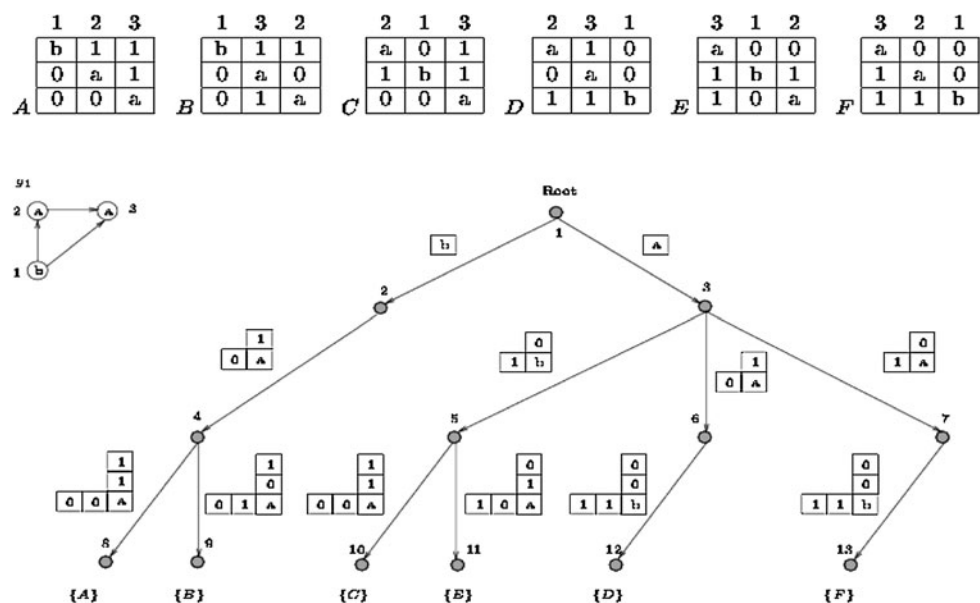 1 2 3 1 3 2 2 1 3 2 3 1 3 1 2 3 2 1
b 1 1 b 1 1 a 0 1 a 1 0 a 0 0 a 0 0
0 a 1 0 a 0 1 b 1 0 a 0 1 b 1 1 a 0
A 0 0 a B 0 1 a C 0 0 a D 1 1 b E 1 0 a F 1 1 b
g1
2 a a 3
1 b
Root
1
b a
2 3
1 0 1 0
0 a 1 b 0 a 1 a
4 5 6 7
1 1 1 0 0 0
1 0 1 1 0 0
0 0 a 0 1 a 0 0 a 1 0 a 1 1 b 1 1 b
8 9 10 11 12 13
{A} {B} {C} {E} {D} {F}